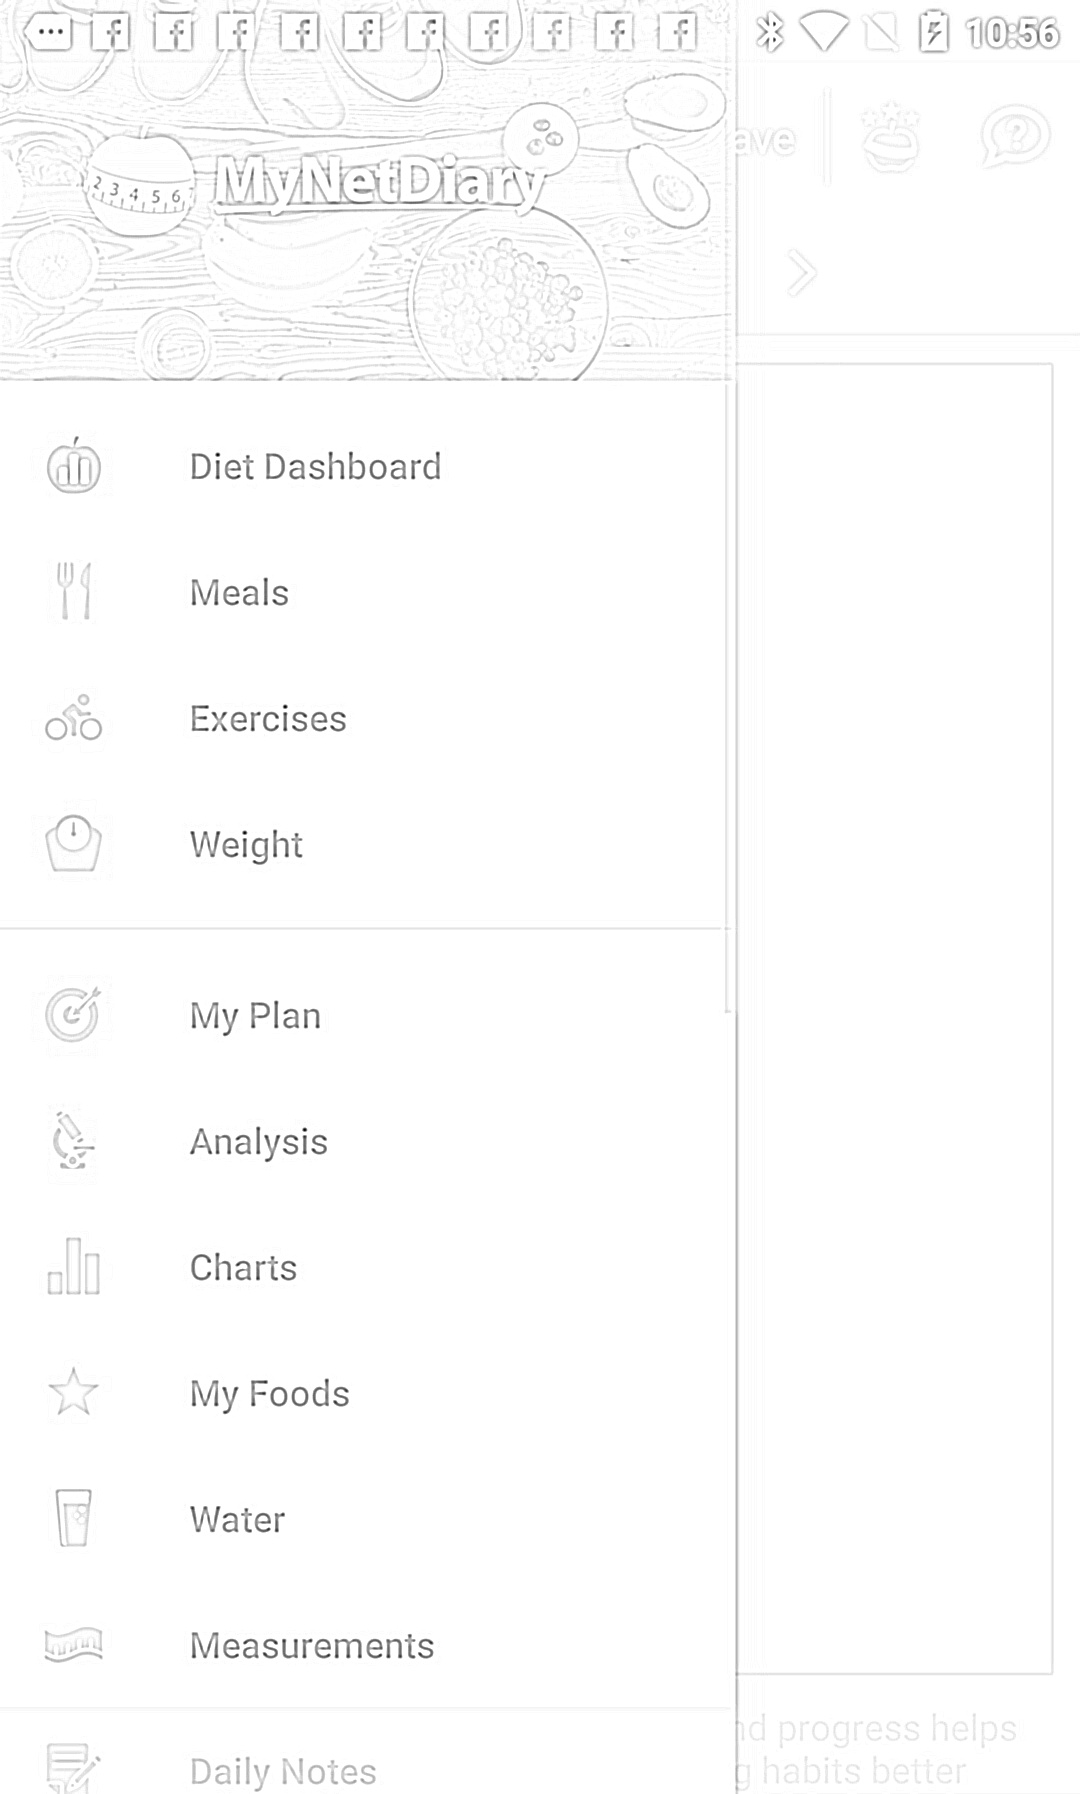 10:56
2 3 4 5 6
MyNetDiary
ave
Diet Dashboard
Meals
Exercises
Weight
My Plan
Analysis
Charts
My Foods
Water
Measurements
Daily Notes
nd progress helps
g habits better